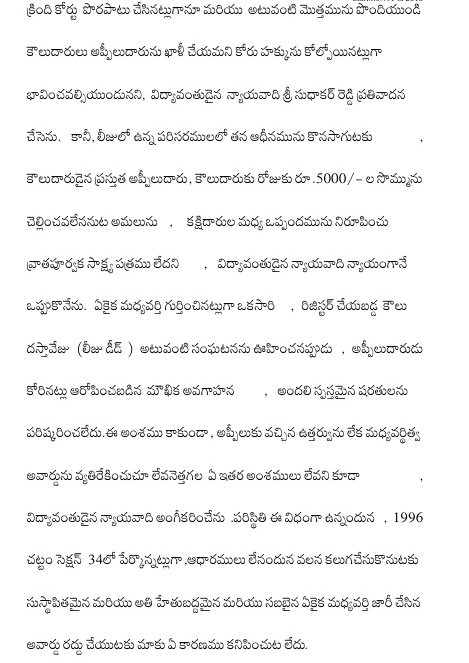 క్రింది కోర్టు పొరపాటు చేసినట్లుగానూ మరియు అటువంటి మొత్తమును పొందియుండి
కౌలుదారులు అప్పీలుదారును ఖాళీ చేయమని కోరు హక్కును కోల్పోయినట్లుగా
భావించవల్సియుండునని, విద్యావంతుడైన న్యాయవాది శ్రీ సుధాకర్ రెడ్డి ప్రతివాదన
చేసెను. కానీ, లీజులో ఉన్న పరిసరములలో తన ఆధీనమును కొనసాగుటకు ,
కౌలుదారుడైన ప్రస్తుత అప్పీలుదారు, కౌలుదారుకు రోజుకు రూ.5000/– ల సొమ్మును
చెల్లించవలేననుట అమలును , కక్షిదారుల మధ్య ఒప్పందమును నిరూపించు
వ్రాతపూర్వక సాక్ష్య పత్రము లేదని , విద్యావంతుడైన న్యాయవాది న్యాయంగానే
ఒప్పుకొనేను. ఏకైక మధ్యవర్తి గుర్తించినట్లుగా ఒకసారి , రిజిస్టర్ చేయబడ్డ కౌలు
దస్తావేజు (లీజు డీడ్ ) అటువంటి సంఘటనను ఊహించనప్పుడు , అప్పీలుదారుడు
కోరినట్లు ఆరోపించబడిన మౌఖిక అవగాహన , అందలి స్పస్తమైన షరతులను
పరిష్కరించలేదు.ఈ అంశము కాకుండా, అప్పీలుకు వచ్చిన ఉత్తర్వును లేక మధ్యవర్థిత్వ
అవార్డును వ్యతిరేకించుచూ లేవనెత్తగల ఏ ఇతర అంశములు లేవని కూడా ,
విద్యావంతుడైన న్యాయవాది అంగీకరించేను .పరిస్థితి ఈ విధంగా ఉన్నందున , 1996
చట్టం సెక్షన్ 34లో పేర్కొన్నట్లుగా,ఆధారములు లేనందున వలన కలుగచేసుకొనుటకు
సుస్థాపితమైన మరియు అతి హేతుబద్దమైన మరియు సబబైన ఏకైక మధ్యవర్తి జారీ చేసిన
అవార్డు రద్దు చేయుటకు మాకు ఏ కారణము కనిపించుట లేదు.